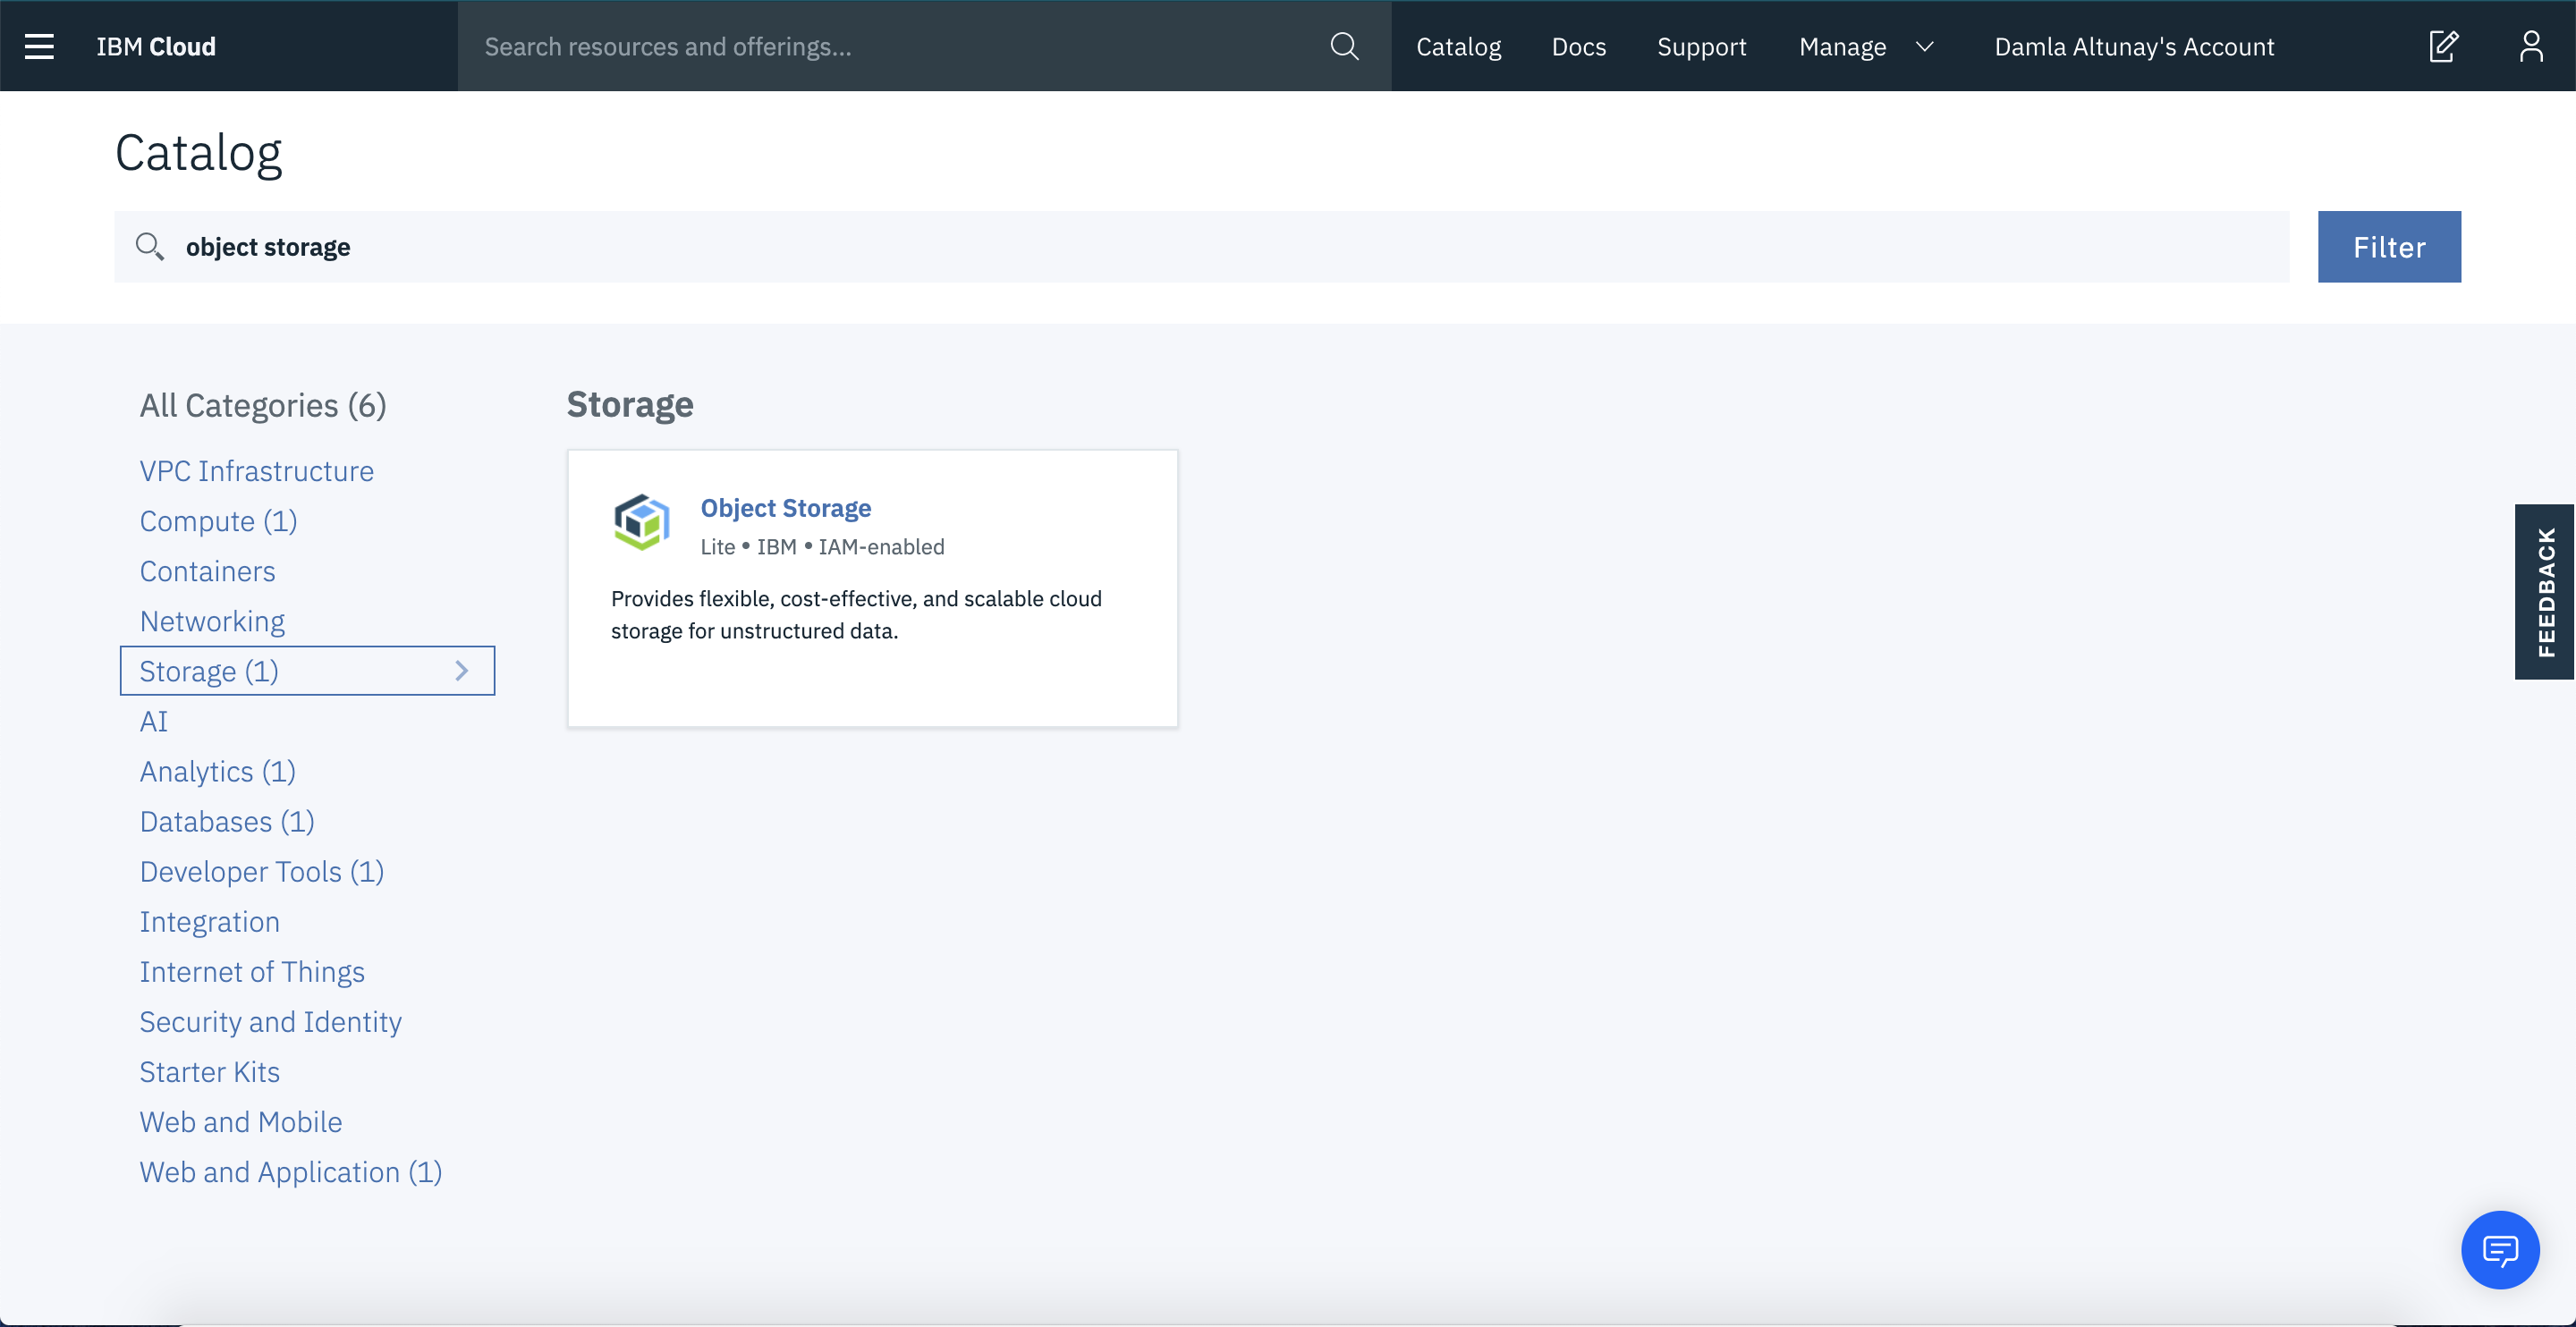 IBM Cloud
Search resources and offerings...
Catalog
Docs
Support
Manage
Damla Altunay's Account
Catalog
object storage
Filter
All Categories (6)
VPC Infrastructure
Compute (1)
Containers
Networking
Storage (1)
AI
Analytics (1)
Databases (1)
Developer Tools (1)
Integration
Internet of Things
Security and Identity
Starter Kits
Web and Mobile
Web and Application (1)
Storage
Object Storage
Lite • IBM • IAM-enabled
Provides flexible, cost-effective, and scalable cloud
storage for unstructured data.
FEEDBACK